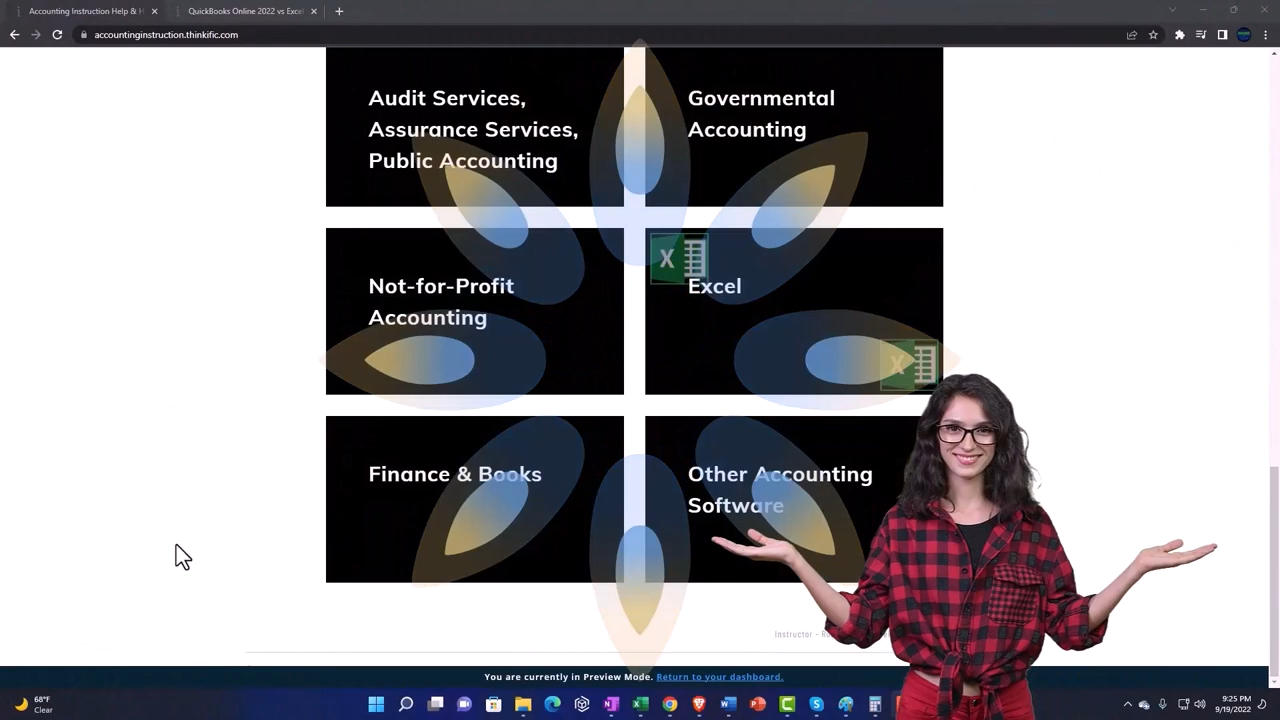 Accounting Instruction Help & H
QuickBooks Online 2022 vs Excel
accountinginstruction.thinkific.com
Audit Services,
Assurance Services,
Public Accounting
Governmental
Accounting
Not-for-Profit
Accounting
X
Excel
X
Finance & Books
Other Accounting
Software
Instructor -
You are currently in Preview Mode. Return to your dashboard.
68°F
Clear
9:25 PM
9/19/2022